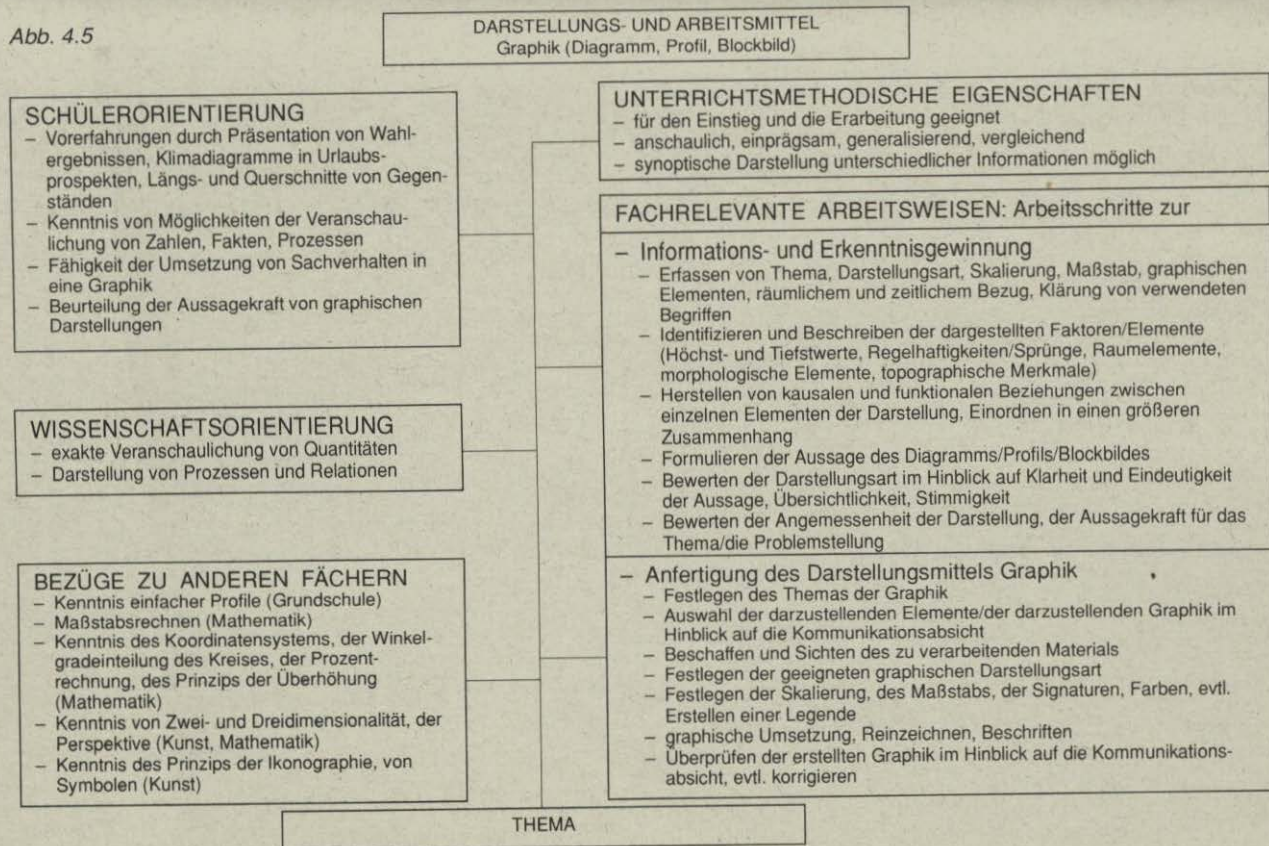 Abb. 4.5
DARSTELLUNGS- UND ARBEITSMITTEL
Graphik (Diagramm, Profil, Blockbild)
SCHÜLERORIENTIERUNG
– Vorerfahrungen durch Präsentation von Wahl-
ergebnissen, Klimadiagramme in Urlaubs-
prospekten, Längs- und Querschnitte von Gegen-
ständen
– Kenntnis von Möglichkeiten der Veranschau-
lichung von Zahlen, Fakten, Prozessen
– Fähigkeit der Umsetzung von Sachverhalten in
eine Graphik
– Beurteilung der Aussagekraft von graphischen
Darstellungen
WISSENSCHAFTSORIENTIERUNG
– exakte Veranschaulichung von Quantitäten
– Darstellung von Prozessen und Relationen
BEZÜGE ZU ANDEREN FÄCHERN
– Kenntnis einfacher Profile (Grundschule)
– Maßstabsrechnen (Mathematik)
– Kenntnis des Koordinatensystems, der Winkel-
gradeinteilung des Kreises, der Prozent-
rechnung, des Prinzips der Überhöhung
(Mathematik)
– Kenntnis von Zwei- und Dreidimensionalität, der
Perspektive (Kunst, Mathematik)
– Kenntnis des Prinzips der Ikonographie, von
Symbolen (Kunst)
UNTERRICHTSMETHODISCHE EIGENSCHAFTEN
– für den Einstieg und die Erarbeitung geeignet
– anschaulich, einprägsam, generalisierend, vergleichend
– synoptische Darstellung unterschiedlicher Informationen möglich
FACHRELEVANTE ARBEITSWEISEN: Arbeitsschritte zur
– Informations- und Erkenntnisgewinnung
– Erfassen von Thema, Darstellungsart, Skalierung, Maßstab, graphischen
Elementen, räumlichem und zeitlichem Bezug, Klärung von verwendeten
Begriffen
– Identifizieren und Beschreiben der dargestellten Faktoren/Elemente
(Höchst- und Tiefstwerte, Regelhaftigkeiten/Sprünge, Raumelemente,
morphologische Elemente, topographische Merkmale)
– Herstellen von kausalen und funktionalen Beziehungen zwischen
einzelnen Elementen der Darstellung, Einordnen in einen größeren
Zusammenhang
– Formulieren der Aussage des Diagramms/Profils/Blockbildes
– Bewerten der Darstellungsart im Hinblick auf Klarheit und Eindeutigkeit
der Aussage, Übersichtlichkeit, Stimmigkeit
– Bewerten der Angemessenheit der Darstellung, der Aussagekraft für das
Thema/die Problemstellung
– Anfertigung des Darstellungsmittels Graphik
– Festlegen des Themas der Graphik
– Auswahl der darzustellenden Elemente/der darzustellenden Graphik im
Hinblick auf die Kommunikationsabsicht
– Beschaffen und Sichten des zu verarbeitenden Materials
– Festlegen der geeigneten graphischen Darstellungsart
– Festlegen der Skalierung, des Maßstabs, der Signaturen, Farben, evtl.
Erstellen einer Legende
– graphische Umsetzung, Reinzeichnen, Beschriften
– Überprüfen der erstellten Graphik im Hinblick auf die Kommunikations-
absicht, evtl. korrigieren
THEMA